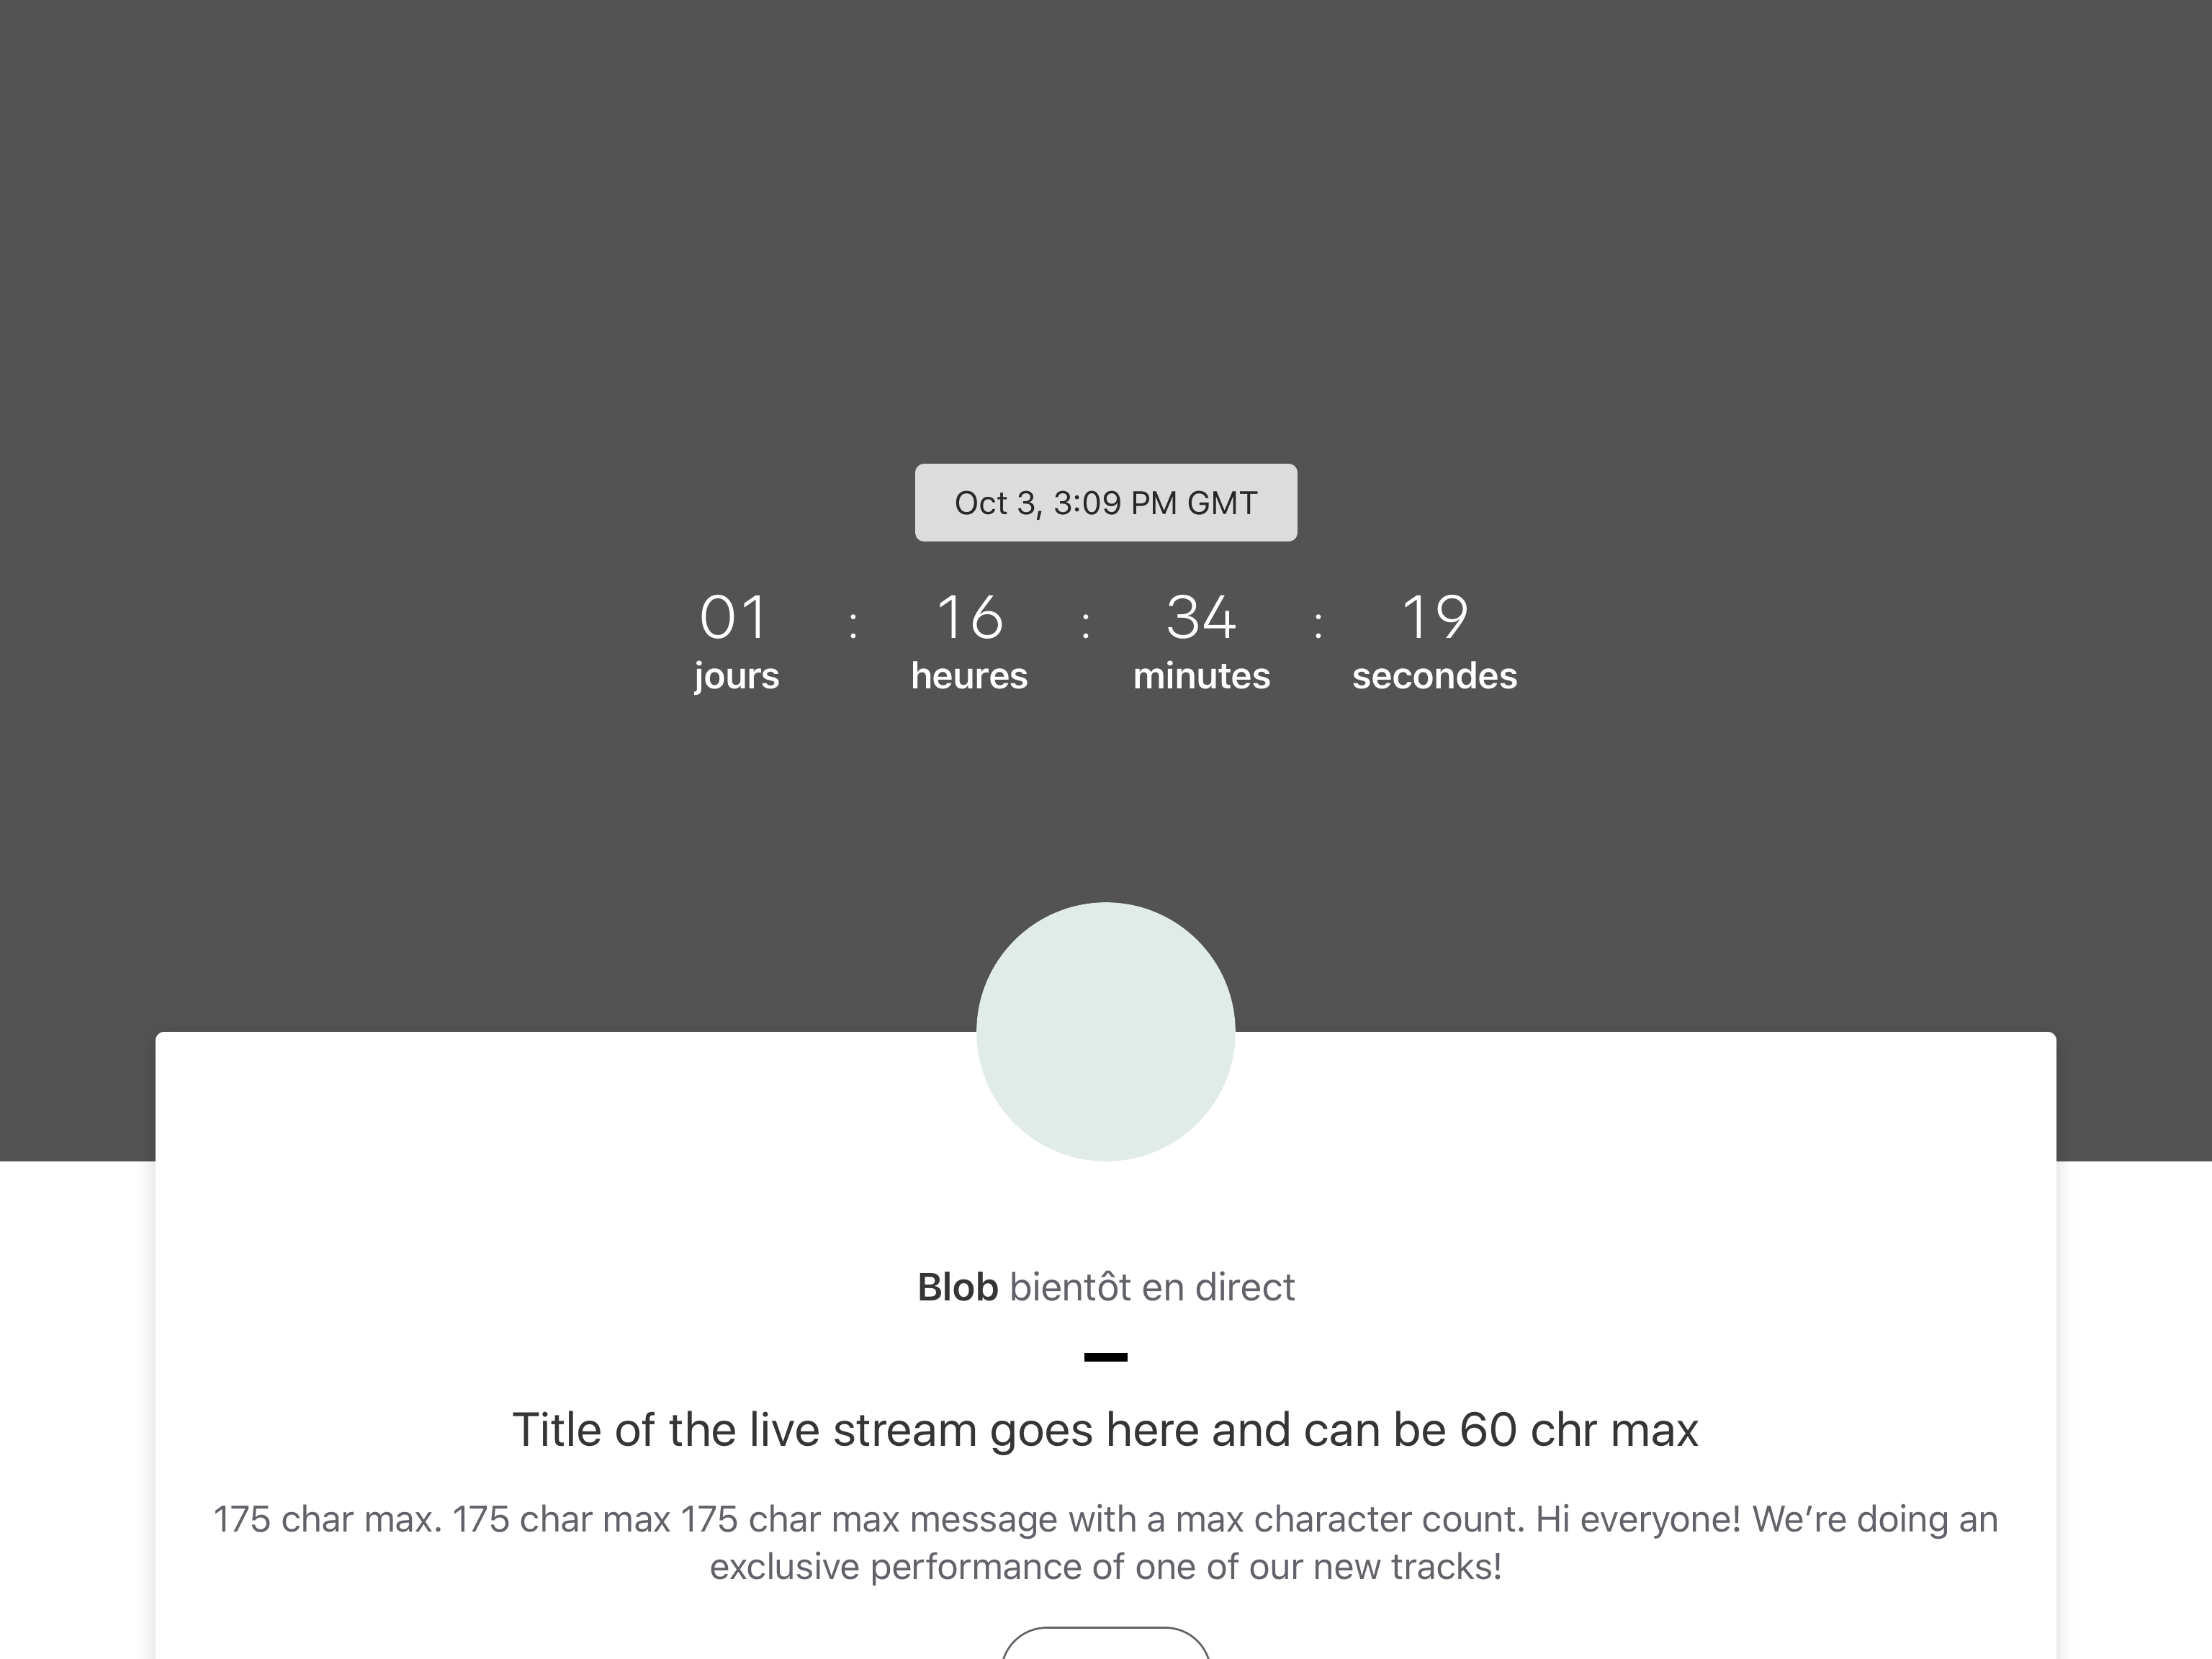 Oct 3, 3:09 PM GMT
01 : 16 : 34 : 19
jours heures minutes secondes
Blob bientôt en direct
Title of the live stream goes here and can be 60 chr max
175 char max. 175 char max 175 char max message with a max character count. Hi everyone! We’re doing an
exclusive performance of one of our new tracks!